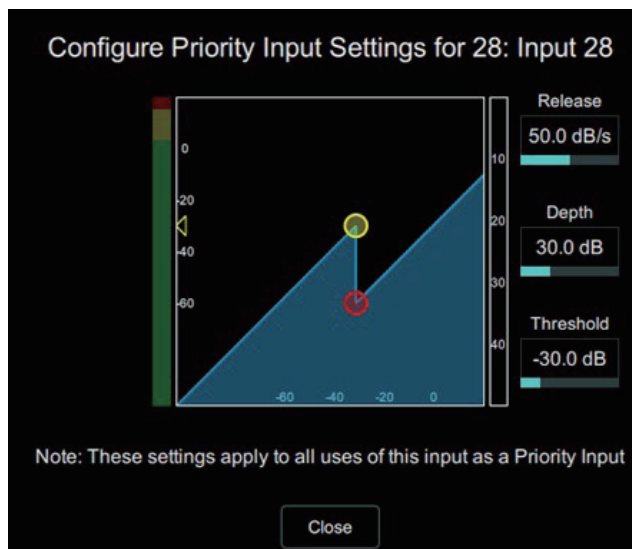 Configure Priority Input Settings for 28: Input 28
Release
50.0 dB/s
Depth
30.0 dB
Threshold
-30.0 dB
0
-20
-40
-60
-60 -40 -20 0
10
20
30
40
Note: These settings apply to all uses of this input as a Priority Input
Close